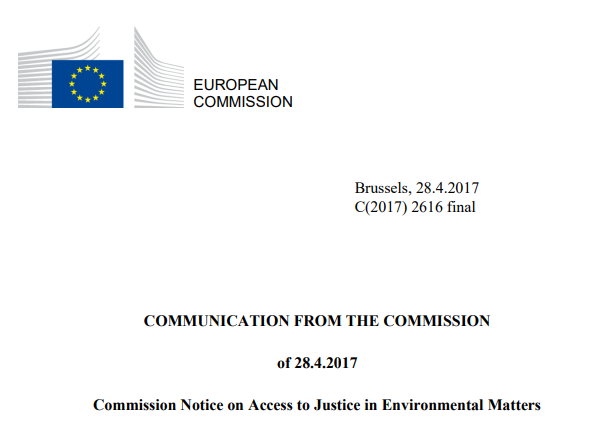 EUROPEAN
COMMISSION
Brussels, 28.4.2017
C(2017) 2616 final
COMMUNICATION FROM THE COMMISSION
of 28.4.2017
Commission Notice on Access to Justice in Environmental Matters